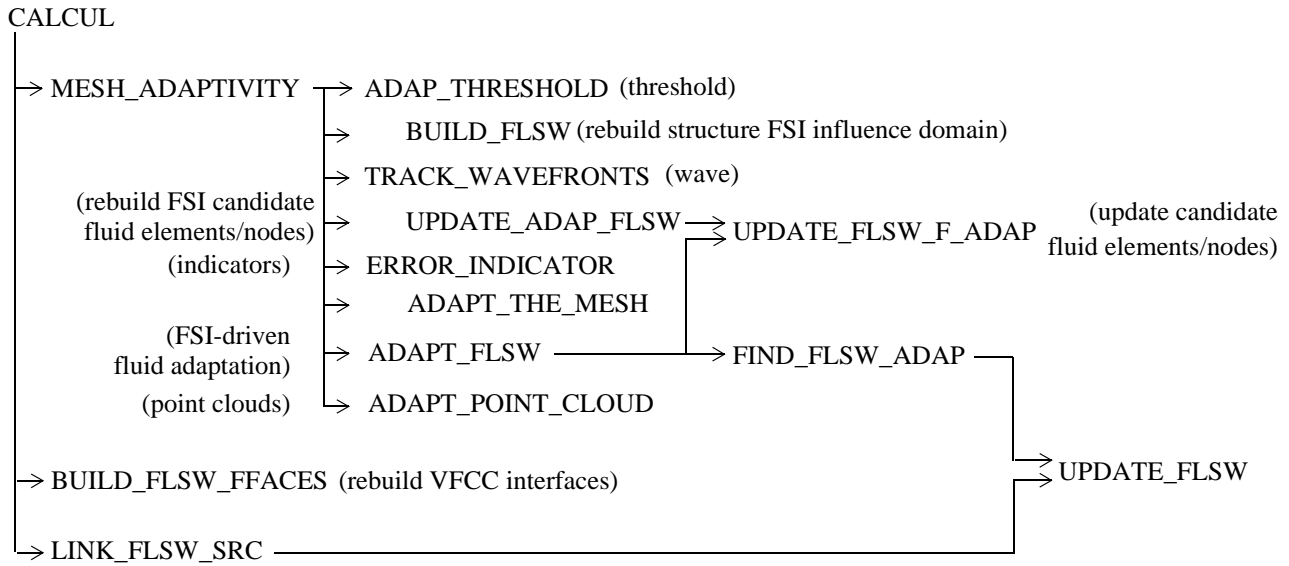 CALCUL
MESH_ADAPTIVITY
ADAP_THRESHOLD (threshold)
BUILD_FLSW (rebuild structure FSI influence domain)
TRACK_WAVEFRONTS (wave)
(rebuild FSI candidate
fluid elements/nodes)
UPDATE_ADAP_FLSW
UPDATE_FLSW_F_ADAP
(update candidate
fluid elements/nodes)
(indicators)
ERROR_INDICATOR
ADAPT_THE_MESH
(FSI-driven
fluid adaptation)
ADAPT_FLSW
FIND_FLSW_ADAP
(point clouds)
ADAPT_POINT_CLOUD
BUILD_FLSW_FFACES (rebuild VFCC interfaces)
UPDATE_FLSW
LINK_FLSW_SRC